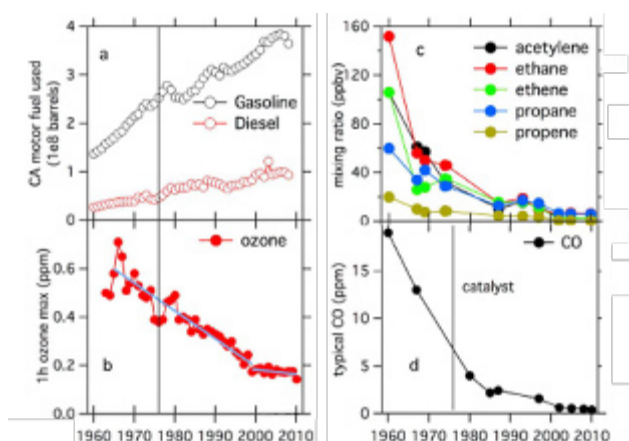 a
CA motor fuel used
(1e8 barrels)
4
3
2
1
0
Gasoline
Diesel
b
1h ozone max (ppm)
0.6
0.4
0.2
0.0
ozone
1960 1970 1980 1990 2000 2010
c
mixing ratio (ppbv)
160
120
80
40
0
acetylene
ethane
ethene
propane
propene
d
typical CO (ppm)
15
10
5
0
CO
catalyst
1960 1970 1980 1990 2000 2010